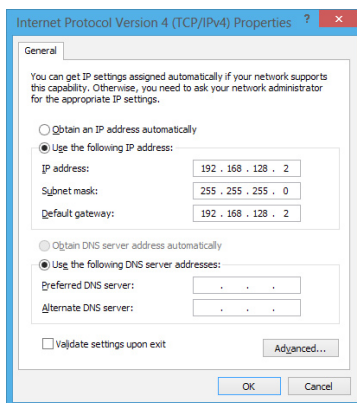 Internet Protocol Version 4 (TCP/IPv4) Properties ? ×
General
You can get IP settings assigned automatically if your network supports
this capability. Otherwise, you need to ask your network administrator
for the appropriate IP settings.
Obtain an IP address automatically
Use the following IP address:
IP address: 192 . 168 . 128 . 2
Subnet mask: 255 . 255 . 255 . 0
Default gateway: 192 . 168 . 128 . 2
Obtain DNS server address automatically
Use the following DNS server addresses:
Preferred DNS server: . . .
Alternate DNS server: . . .
Validate settings upon exit
Advanced...
OK Cancel